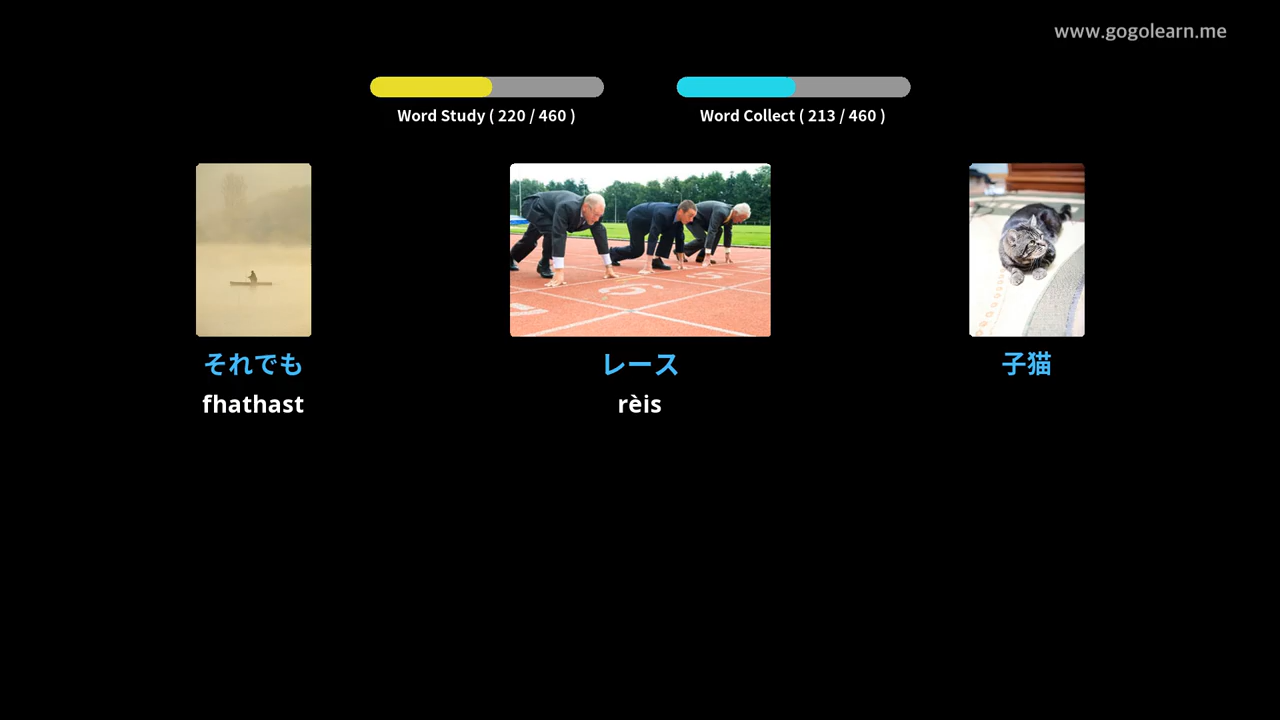 www.gogolearn.me
Word Study ( 220 / 460 )
Word Collect ( 213 / 460 )
それでも
レース
子猫
fhathast
rèis